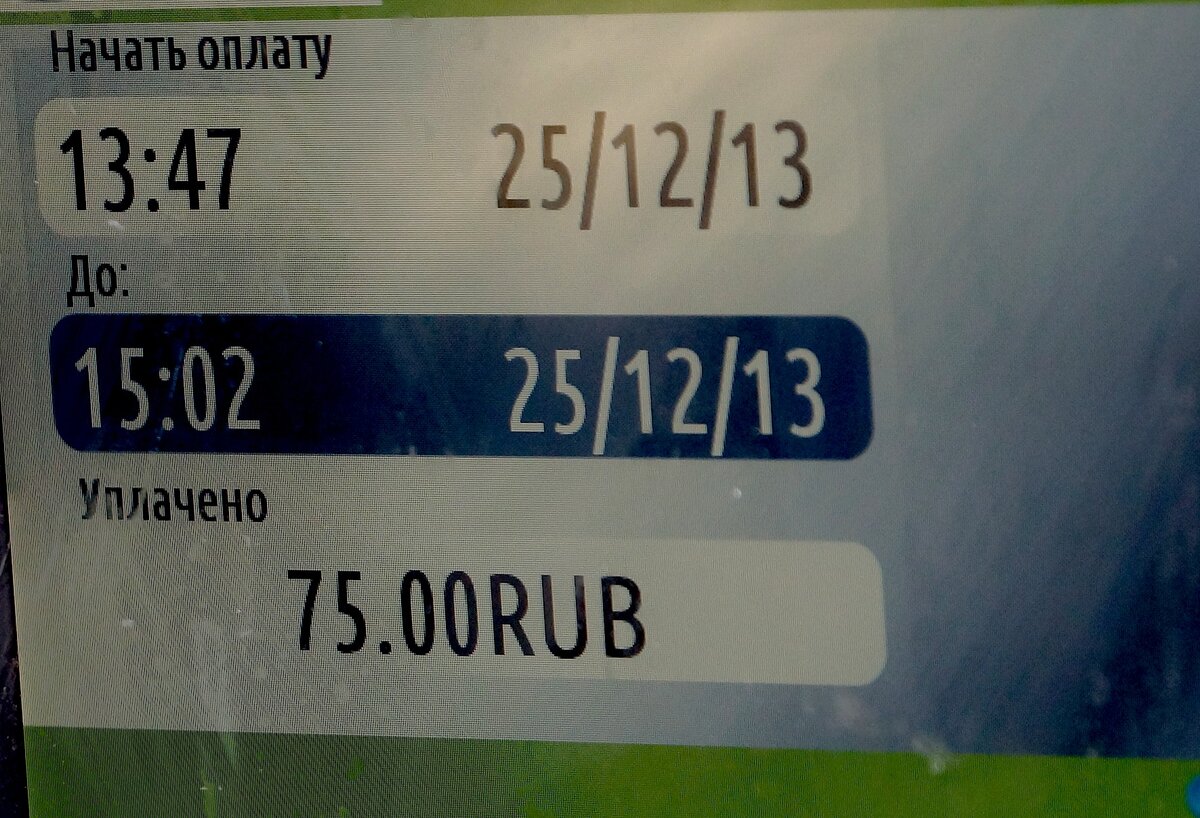 Начать оплату
13:47 25/12/13
До:
15:02 25/12/13
Уплачено
75.00RUB